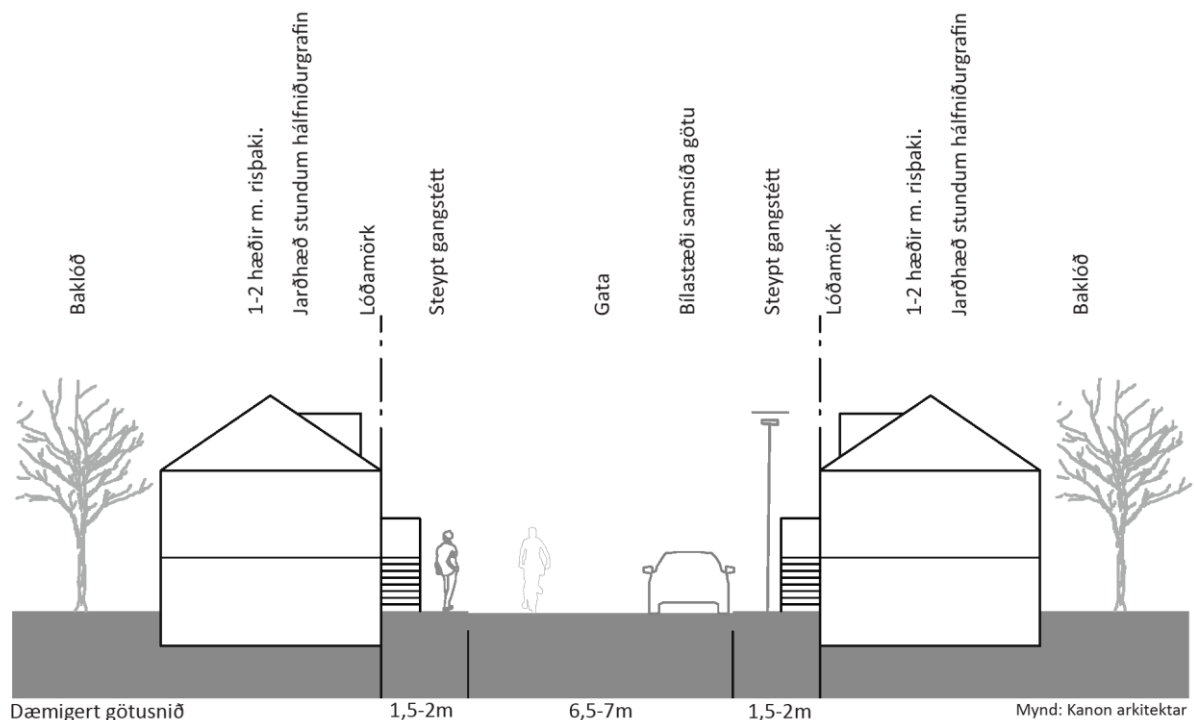 Baklóð
1-2 hæðir m. risþaki.
Jarðhæð stundum hálfniðurgrafin
Lóðamörk
Steypt gangstétt
Gata
Bílastæði samsíða götu
Steypt gangstétt
Lóðamörk
1-2 hæðir m. risþaki.
Jarðhæð stundum hálfniðurgrafin
Baklóð
Dæmigert götusnið
1,5-2m
6,5-7m
1,5-2m
Mynd: Kanon arkitektar